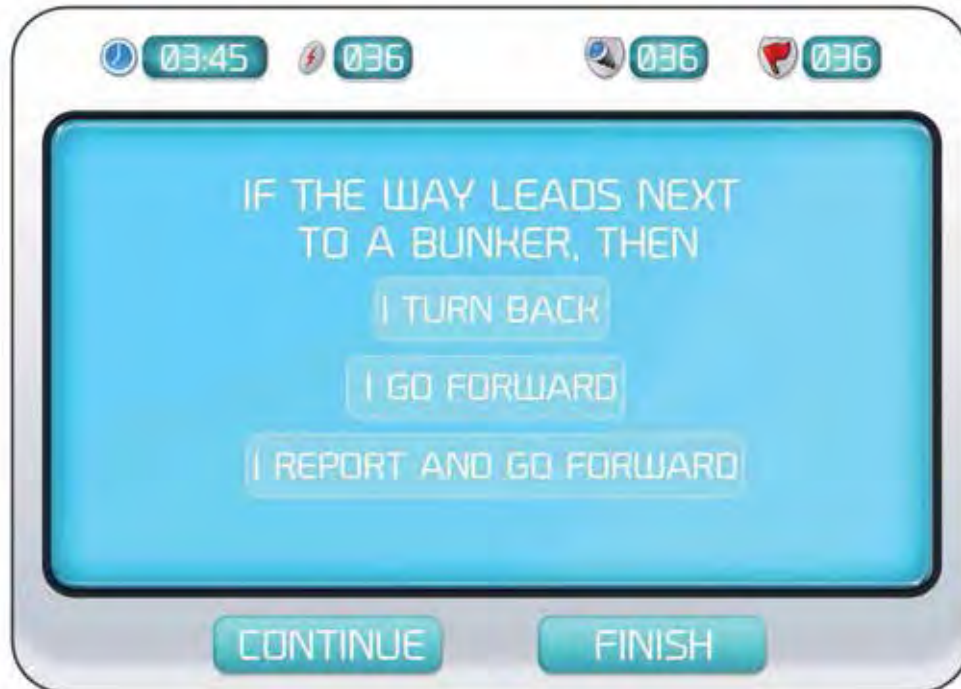 03:45 036 036 036
IF THE WAY LEADS NEXT
TO A BUNKER, THEN
I TURN BACK
I GO FORWARD
I REPORT AND GO FORWARD
CONTINUE FINISH